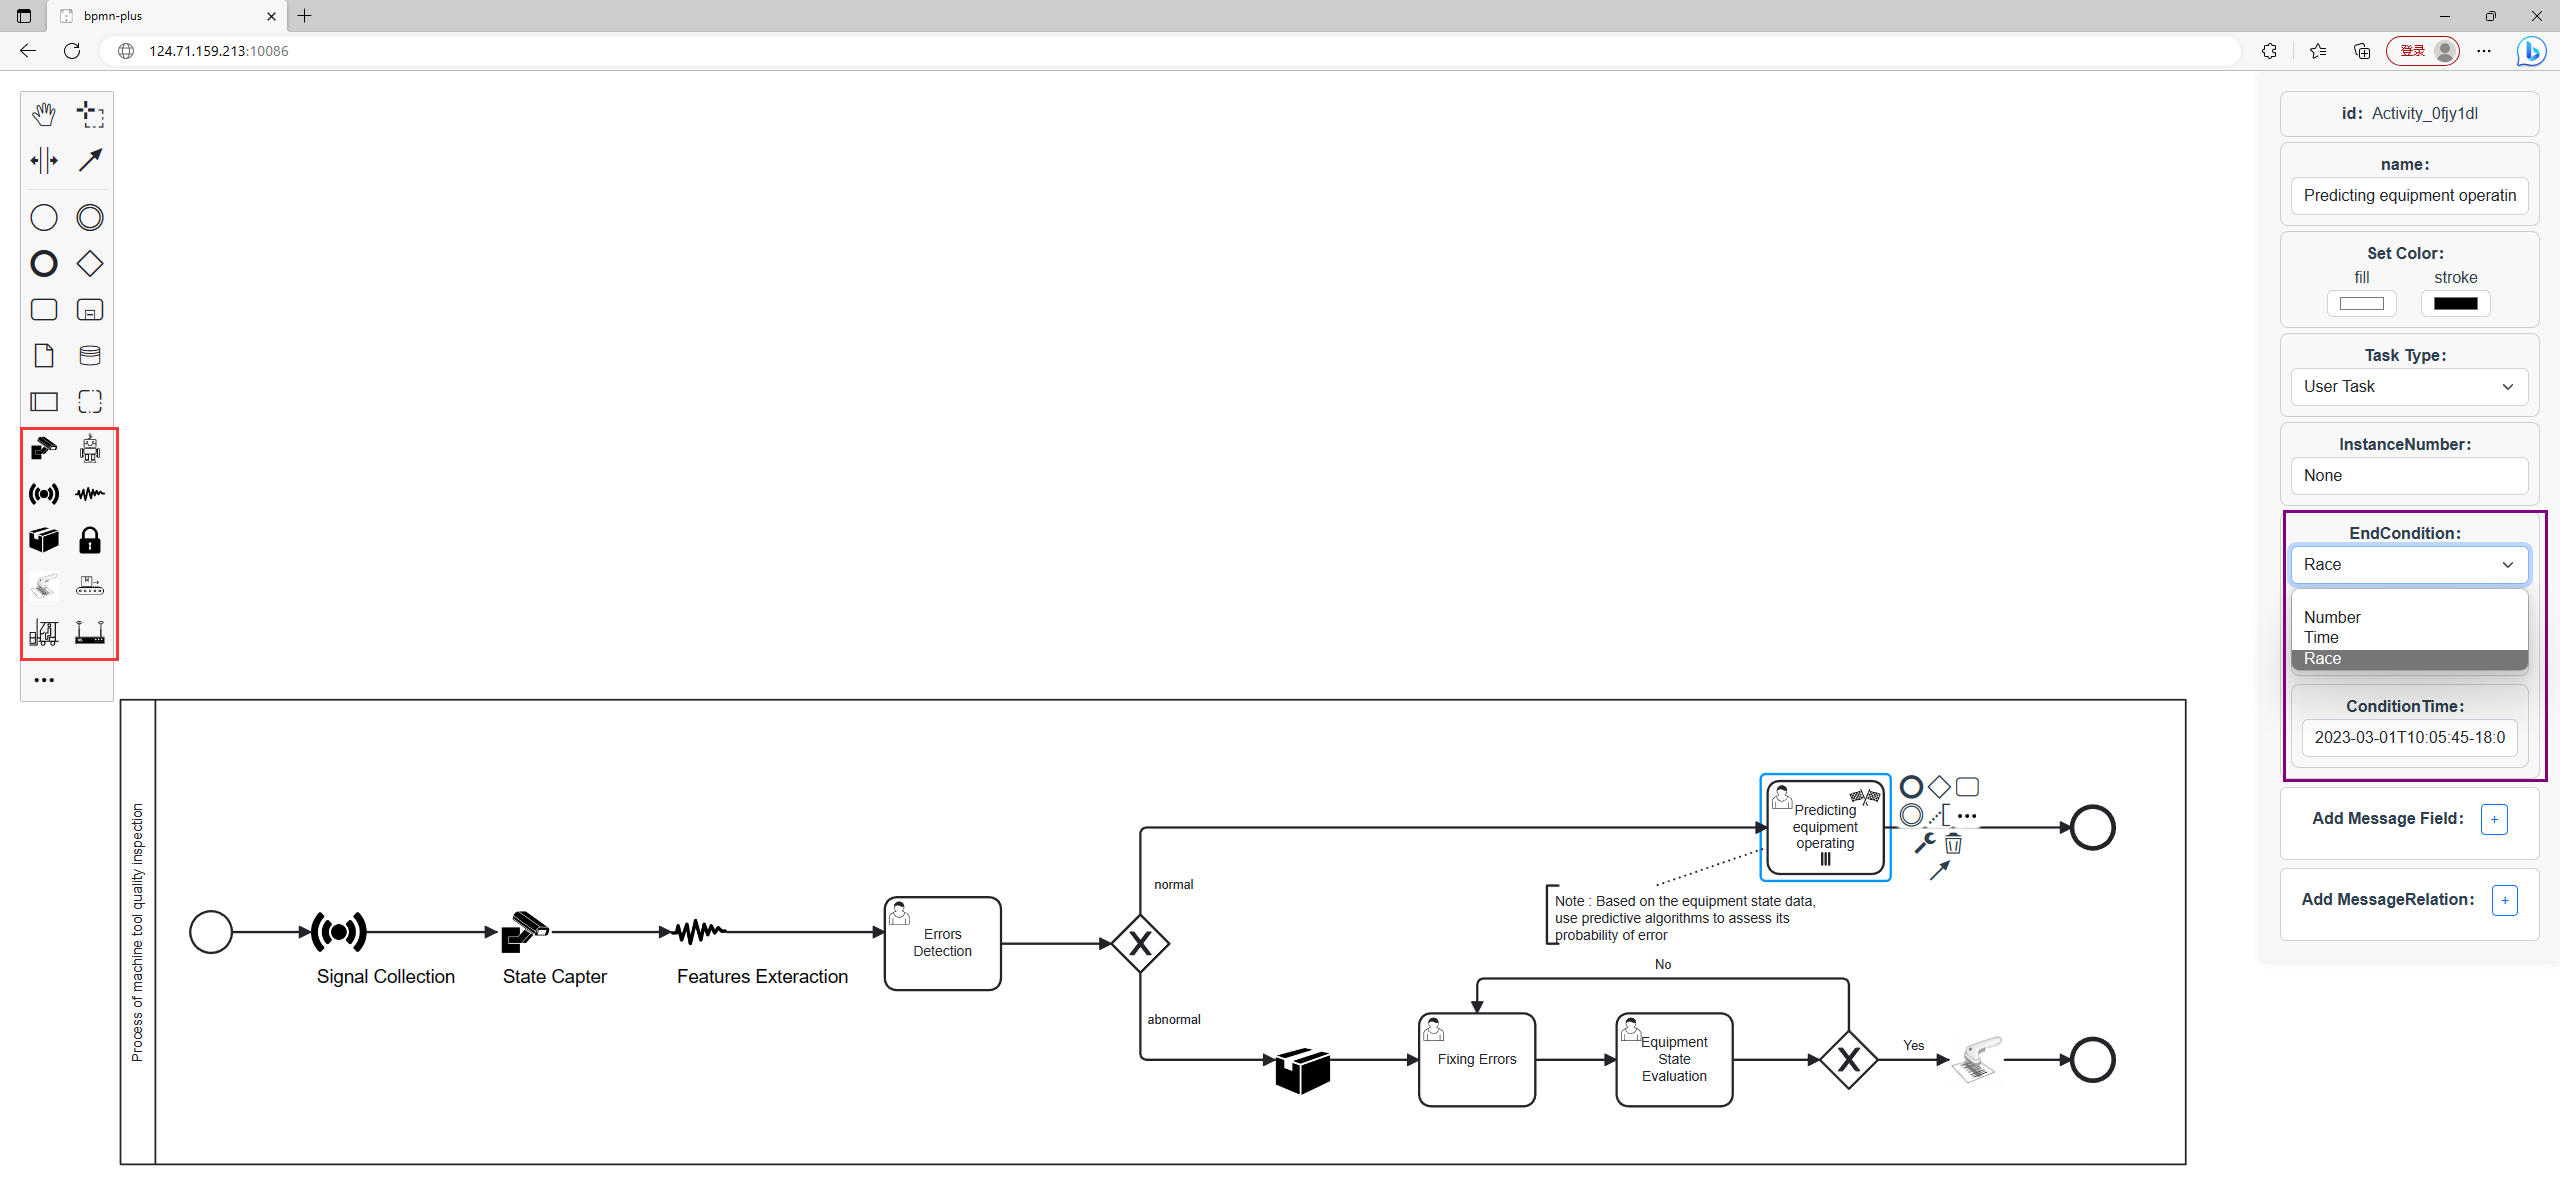 bpmn-plus
124.71.159.213:10086
登录
id: Activity_0fjy1dl
name:
Predicting equipment operatin
Set Color:
fill stroke
Task Type:
User Task
InstanceNumber:
None
EndCondition:
Race
Number
Time
Race
ConditionTime:
2023-03-01T10:05:45-18:0
Add Message Field: +
Add MessageRelation: +
Process of machine tool quality inspection
Signal Collection
State Capter
Features Exteraction
Errors
Detection
normal
abnormal
Predicting
equipment
operating
Note : Based on the equipment state data,
use predictive algorithms to assess its
probability of error
No
Fixing Errors
Equipment
State
Evaluation
Yes